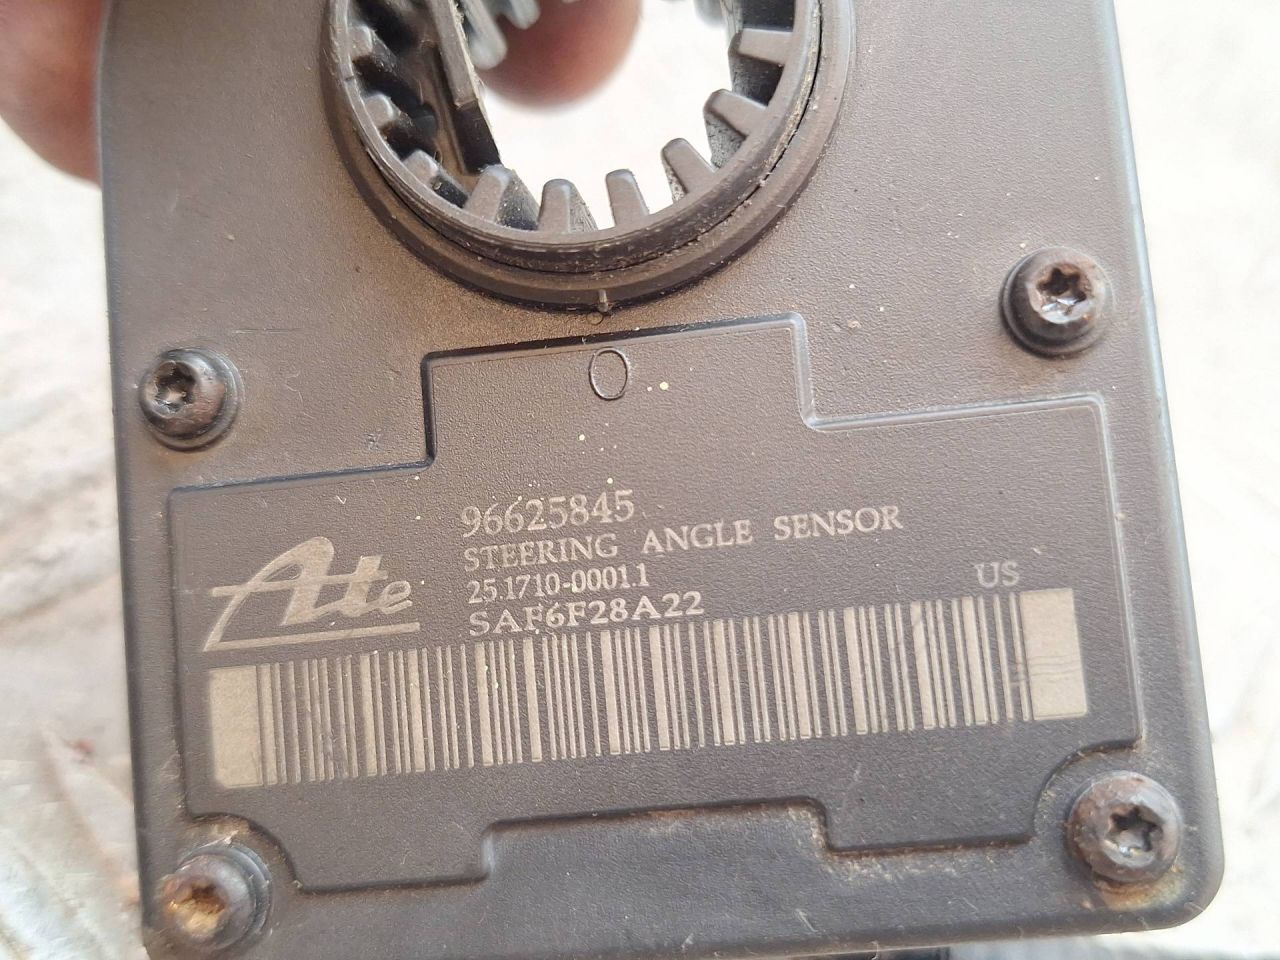 O
96625845
STEERING ANGLE SENSOR
Ate
25.1710-0001.1
US
SAF6F28A22